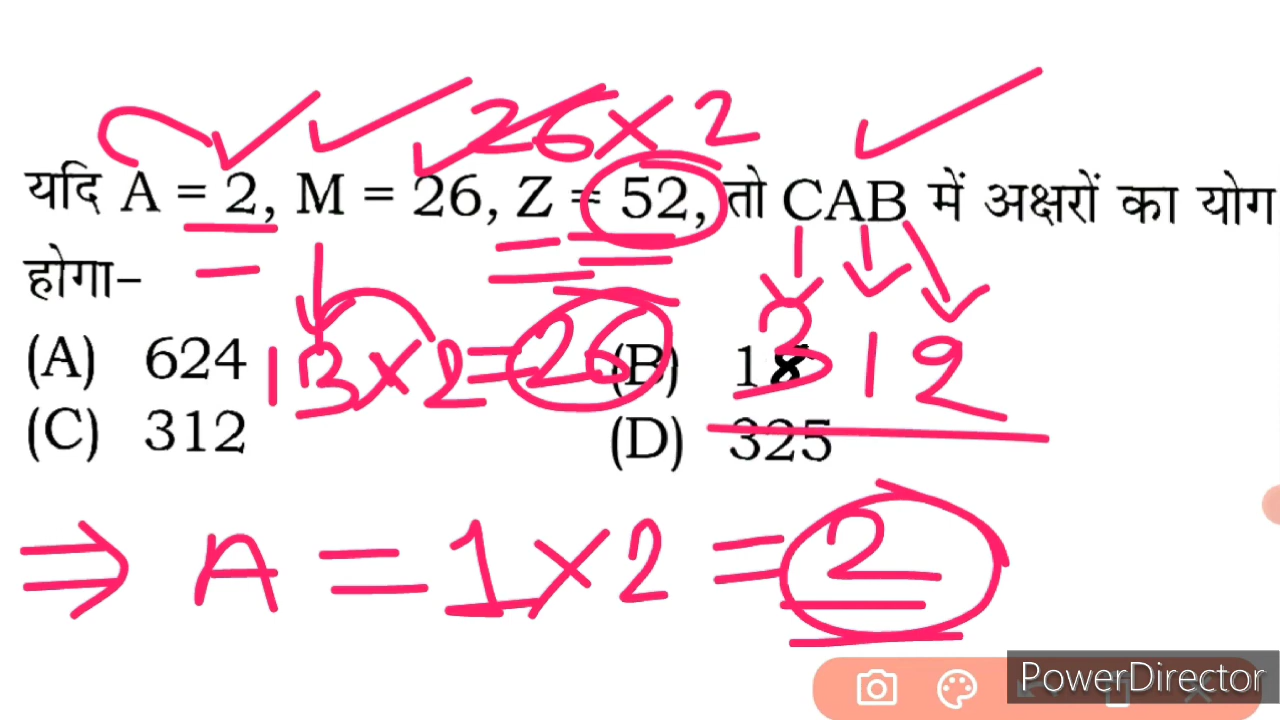 26×2
यदि A = 2, M = 26, Z = 52, तो CAB में अक्षरों का योग
होगा–
(A) 624
13×2=26
(B) 1
3 1 2
(C) 312
(D) 325
⇒ A = 1×2 = 2
PowerDirector